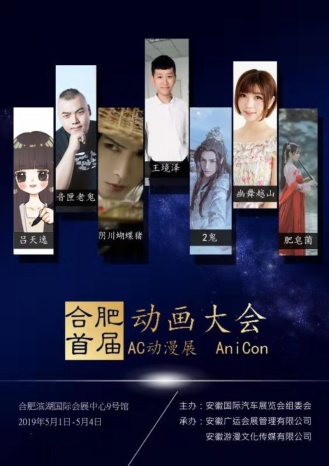 王境泽
音匣老鬼
幽舞越山
吕天逸
阴川蝴蝶猪
2鬼
肥皂菌
合肥首届
动画大会
AC动漫展 AniCon
合肥滨湖国际会展中心9号馆
2019年5月1日-5月4日
主办：安徽国际汽车展览会组委会
承办：安徽广运会展管理有限公司
安徽游漫文化传媒有限公司